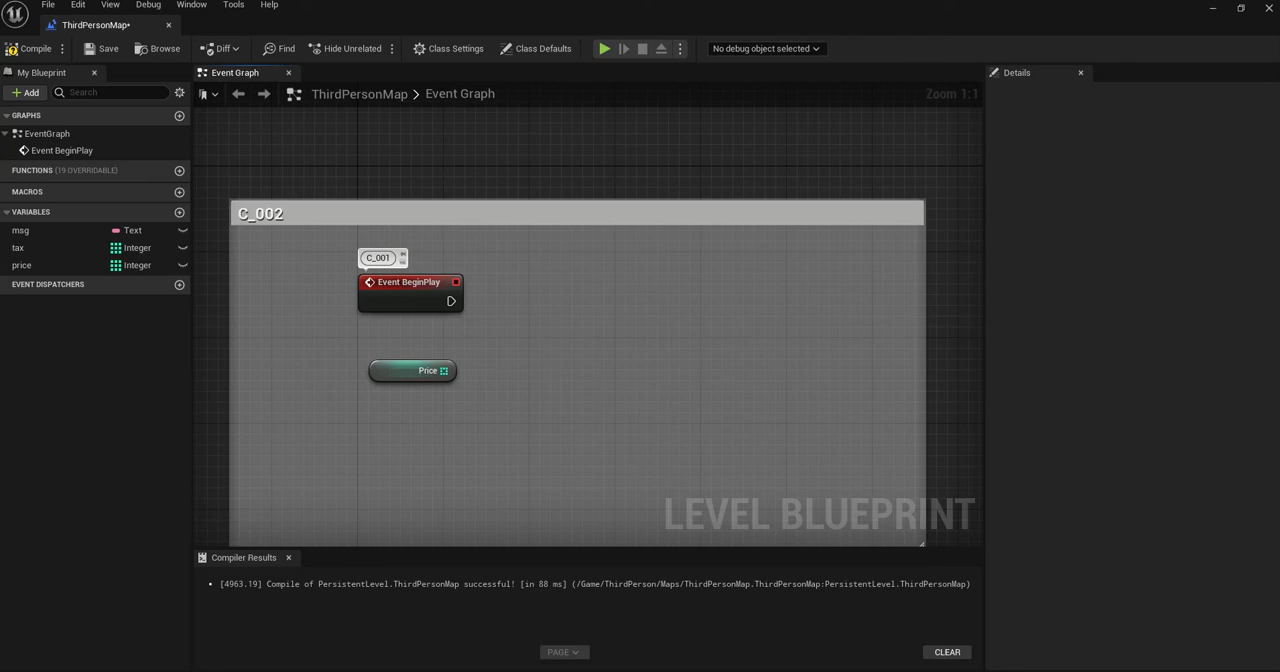 File Edit View Debug Window Tools Help
ThirdPersonMap*
Compile Save Browse Diff Find Hide Unrelated Class Settings Class Defaults No debug object selected
My Blueprint
Event Graph
Details
Add Search
ThirdPersonMap > Event Graph
Zoom 1:1
GRAPHS
EventGraph
Event BeginPlay
FUNCTIONS (19 OVERRIDABLE)
MACROS
VARIABLES
msg Text
tax Integer
price Integer
EVENT DISPATCHERS
C_002
C_001
Event BeginPlay
Price
LEVEL BLUEPRINT
Compiler Results
[4963.19] Compile of PersistentLevel.ThirdPersonMap successful! [in 88 ms] (/Game/ThirdPerson/Maps/ThirdPersonMap.ThirdPersonMap:PersistentLevel.ThirdPersonMap)
PAGE
CLEAR